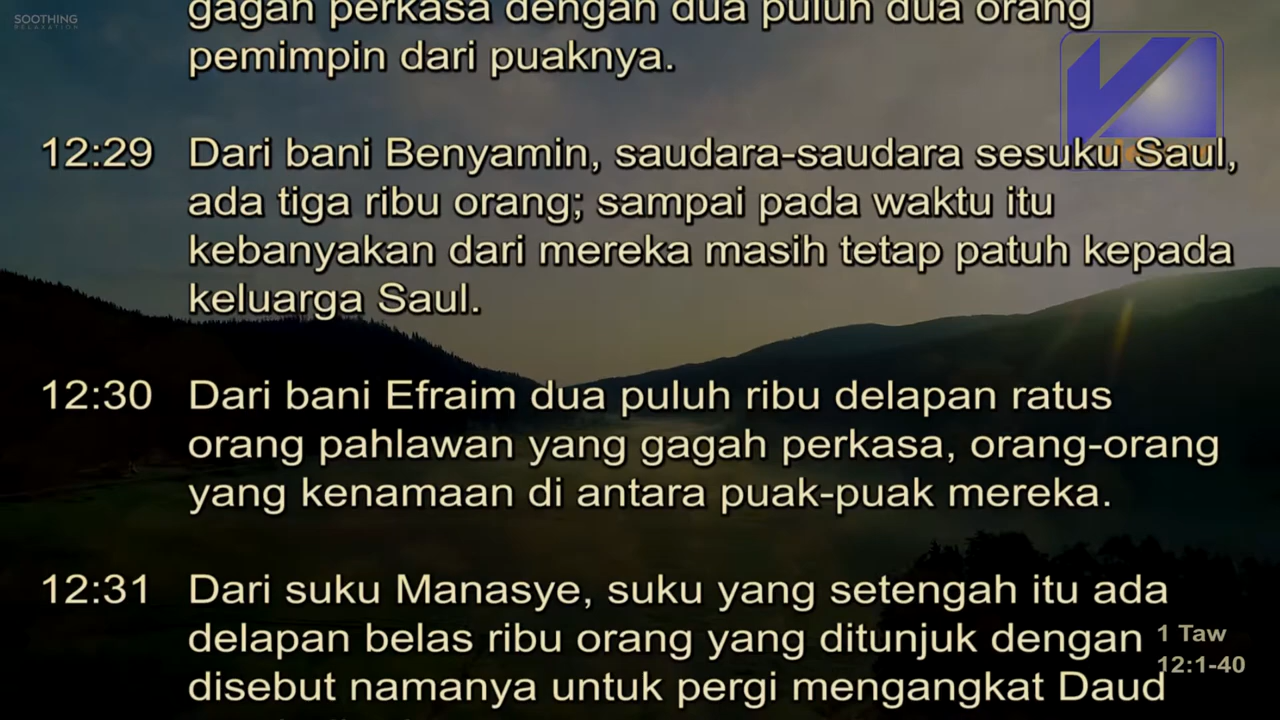 SOOTHING
RELAXATION
gagah perkasa dengan dua puluh dua orang
pemimpin dari puaknya.
12:29 Dari bani Benyamin, saudara-saudara sesuku Saul,
ada tiga ribu orang; sampai pada waktu itu
kebanyakan dari mereka masih tetap patuh kepada
keluarga Saul.
12:30 Dari bani Efraim dua puluh ribu delapan ratus
orang pahlawan yang gagah perkasa, orang-orang
yang kenamaan di antara puak-puak mereka.
12:31 Dari suku Manasye, suku yang setengah itu ada
delapan belas ribu orang yang ditunjuk dengan
disebut namanya untuk pergi mengangkat Daud
1 Taw
12:1-40